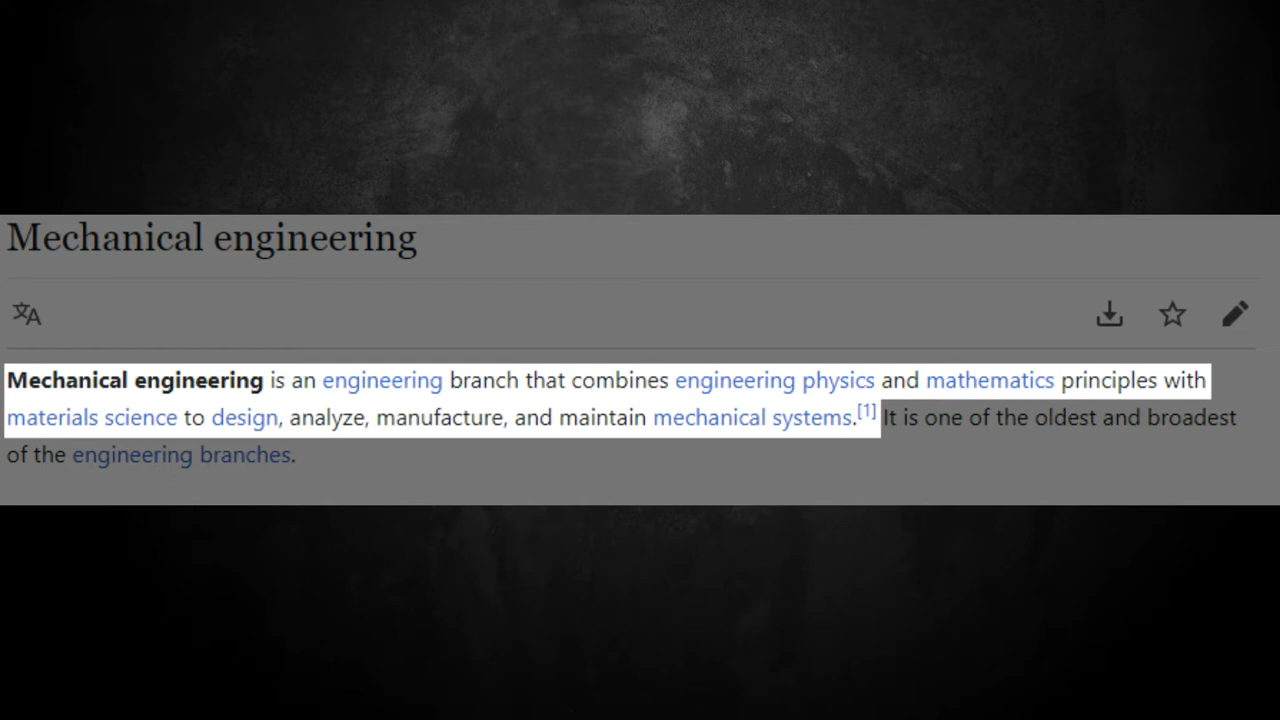 Mechanical engineering
Mechanical engineering is an engineering branch that combines engineering physics and mathematics principles with
materials science to design, analyze, manufacture, and maintain mechanical systems.[1] It is one of the oldest and broadest
of the engineering branches.